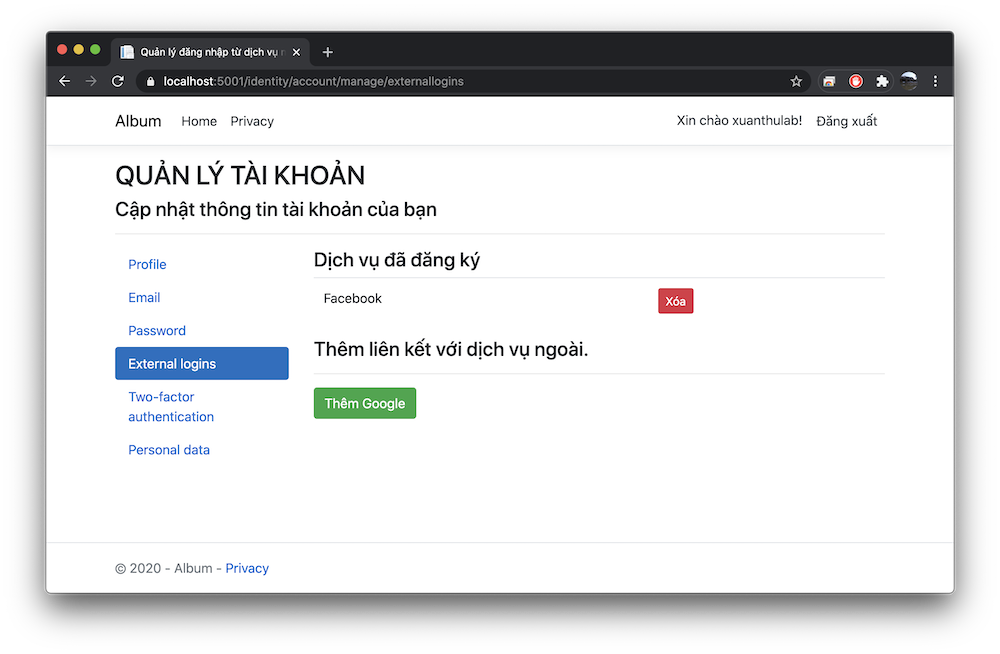 Quản lý đăng nhập từ dịch vụ
localhost:5001/identity/account/manage/externallogins
Album Home Privacy Xin chào xuanthulab! Đăng xuất
QUẢN LÝ TÀI KHOẢN
Cập nhật thông tin tài khoản của bạn
Profile
Email
Password
External logins
Two-factor
authentication
Personal data
Dịch vụ đã đăng ký
Facebook Xóa
Thêm liên kết với dịch vụ ngoài.
Thêm Google
© 2020 - Album - Privacy